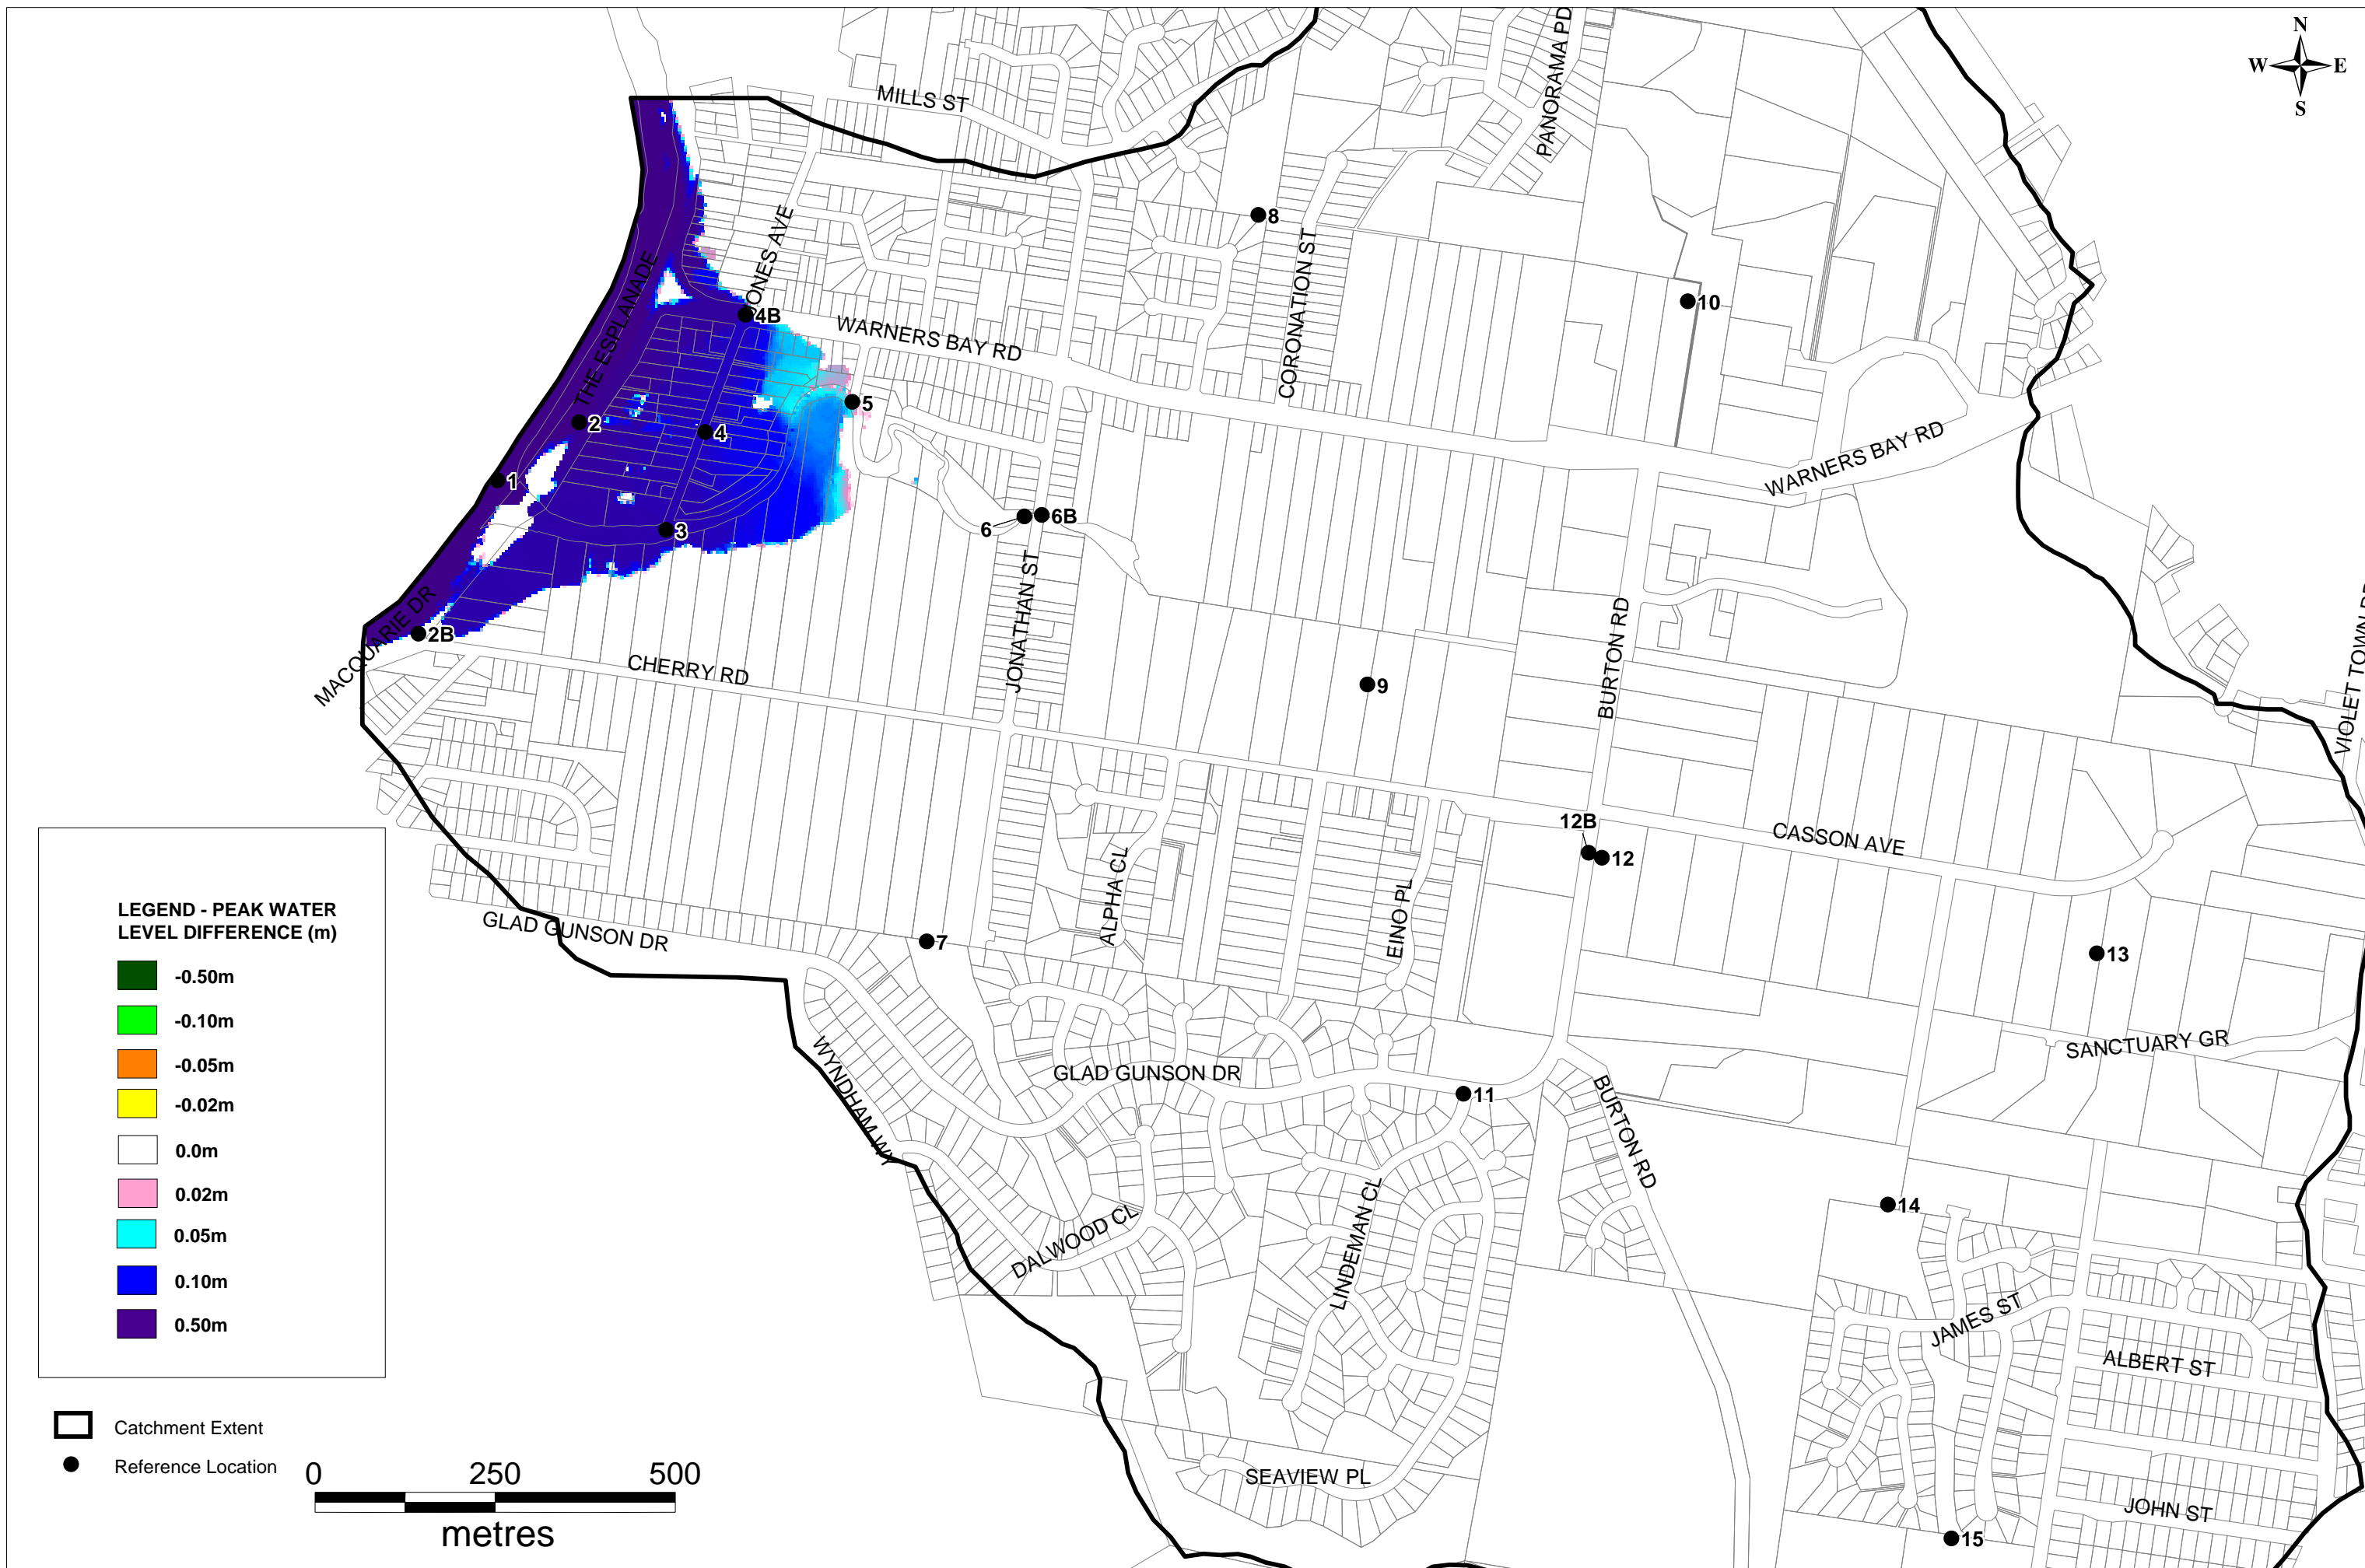 N
W
E
S
MILLS ST
PANORAMA PD
JONES AVE
8
CORONATION ST
THE ESPLANADE
10
4B
WARNERS BAY RD
5
2
4
WARNERS BAY RD
1
6
6B
3
JONATHAN ST
BURTON RD
MACQUARIE DR
2B
CHERRY RD
9
VIOLET TOWN
12B
12
CASSON AVE
ALPHA CL
EINO PL
GLAD GUNSON DR
7
13
SANCTUARY GR
WYNDHAM WY
GLAD GUNSON DR
11
BURTON RD
DALWOOD CL
LINDEMAN CL
14
JAMES ST
ALBERT ST
SEAVIEW PL
JOHN ST
15
LEGEND - PEAK WATER
LEVEL DIFFERENCE (m)
-0.50m
-0.10m
-0.05m
-0.02m
0.0m
0.02m
0.05m
0.10m
0.50m
Catchment Extent
Reference Location
0 250 500
metres